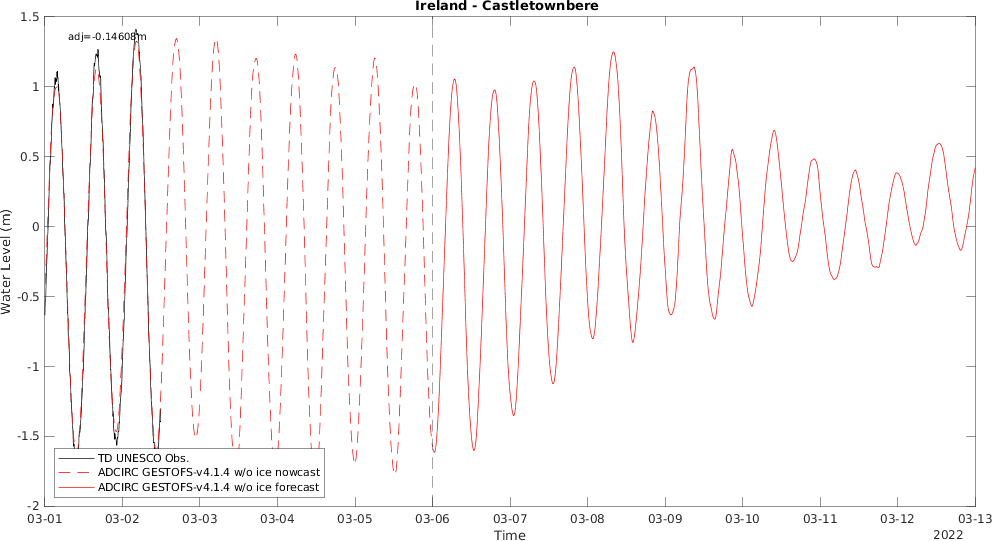 Ireland - Castletownbere
adj=-0.14608m
1.5
1
0.5
0
-0.5
-1
-1.5
-2
Water Level (m)
TD UNESCO Obs.
ADCIRC GESTOFS-v4.1.4 w/o ice nowcast
ADCIRC GESTOFS-v4.1.4 w/o ice forecast
03-01 03-02 03-03 03-04 03-05 03-06 03-07 03-08 03-09 03-10 03-11 03-12 03-13
Time
2022